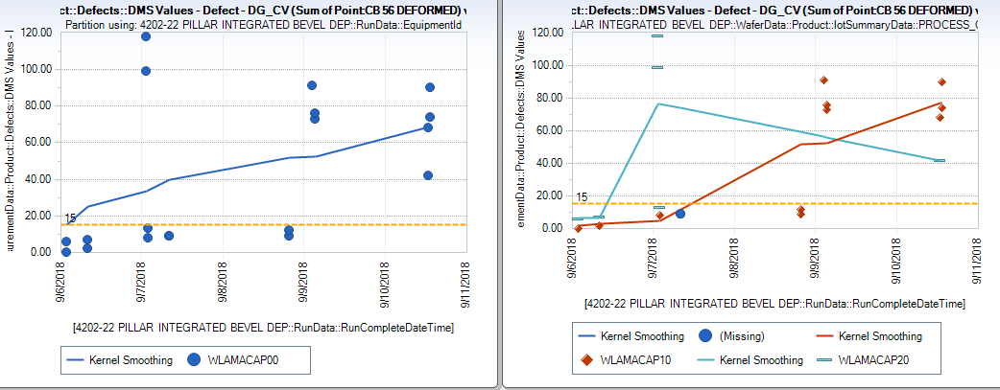 ct::Defects::DMS Values - Defect - DG_CV (Sum of Point:CB 56 DEFORMED) v
Partition using: 4202-22 PILLAR INTEGRATED BEVEL DEP::RunData::EquipmentId
urementData::Product::Defects::DMS Values -
120.00
100.00
80.00
60.00
40.00
20.00
0.00
15
9/6/2018
9/7/2018
9/8/2018
9/9/2018
9/10/2018
9/11/2018
[4202-22 PILLAR INTEGRATED BEVEL DEP::RunData::RunCompleteDateTime]
Kernel Smoothing
WLAMACAP00
ct::Defects::DMS Values - Defect - DG_CV (Sum of Point:CB 56 DEFORMED) v
LAR INTEGRATED BEVEL DEP::WaferData::Product::lotSummaryData::PROCESS_
ementData::Product::Defects::DMS Values
120.00
100.00
80.00
60.00
40.00
20.00
0.00
15
9/6/2018
9/7/2018
9/8/2018
9/9/2018
9/10/2018
9/11/2018
[4202-22 PILLAR INTEGRATED BEVEL DEP::RunData::RunCompleteDateTime]
Kernel Smoothing
(Missing)
Kernel Smoothing
WLAMACAP10
Kernel Smoothing
WLAMACAP20